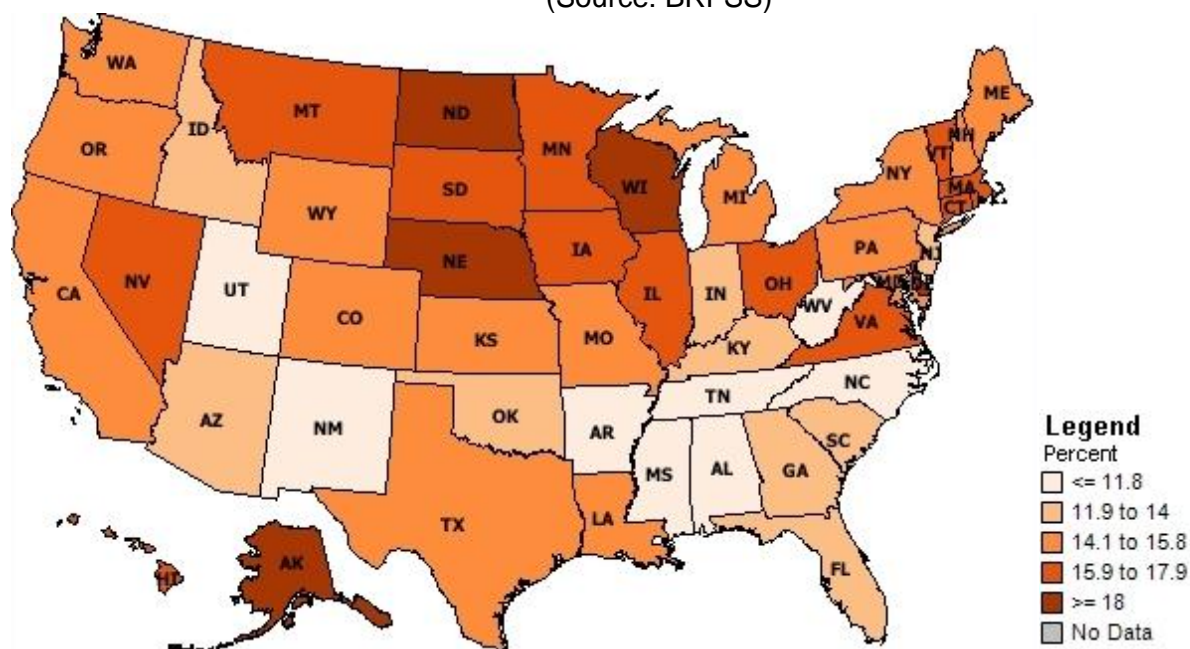 (Source: BRFSS)
WA
MT
ND
MN
ME
OR
ID
SD
WI
NY
VT
NH
WY
MI
MA
CT
IA
PA
NJ
NE
NV
UT
CA
CO
IL
IN
OH
WV
MD
DE
VA
KS
MO
KY
AZ
NM
OK
AR
TN
NC
SC
MS
AL
GA
TX
LA
FL
HI
AK
Legend
Percent
<= 11.8
11.9 to 14
14.1 to 15.8
15.9 to 17.9
>= 18
No Data